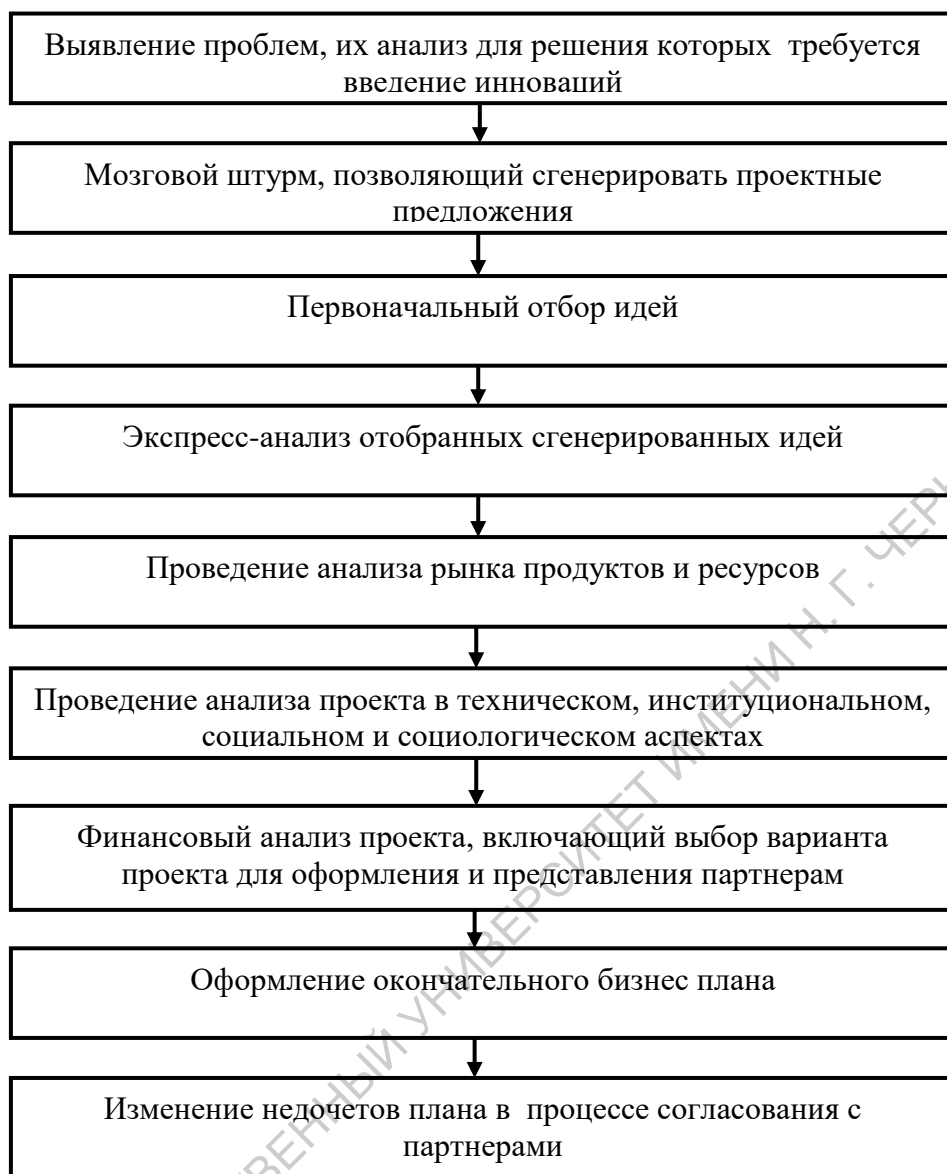 Выявление проблем, их анализ для решения которых требуется
введение инноваций
Мозговой штурм, позволяющий сгенерировать проектные
предложения
Первоначальный отбор идей
Экспресс-анализ отобранных сгенерированных идей
Проведение анализа рынка продуктов и ресурсов
Проведение анализа проекта в техническом, институциональном,
социальном и социологическом аспектах
Финансовый анализ проекта, включающий выбор варианта
проекта для оформления и представления партнерам
Оформление окончательного бизнес плана
Изменение недочетов плана в процессе согласования с
партнерами
УНИВЕРСИТЕТ ИМЕНИ Н. Г.